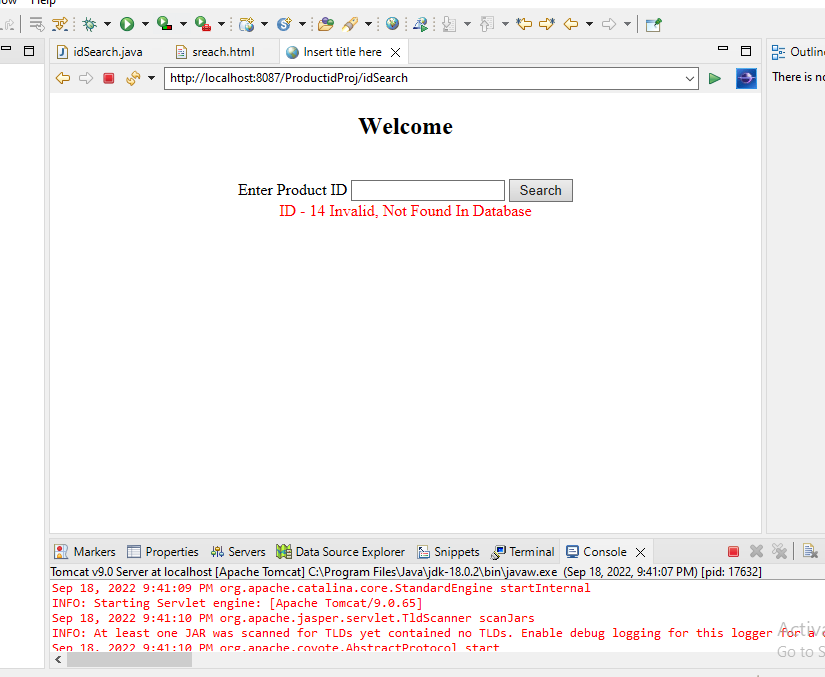 Help
idSearch.java
sreach.html
Insert title here
Outlin
http://localhost:8087/ProductidProj/idSearch
There is no
Welcome
Enter Product ID
Search
ID - 14 Invalid, Not Found In Database
Markers
Properties
Servers
Data Source Explorer
Snippets
Terminal
Console
Tomcat v9.0 Server at localhost [Apache Tomcat] C:\Program Files\Java\jdk-18.0.2\bin\javaw.exe (Sep 18, 2022, 9:41:07 PM) [pid: 17632]
Sep 18, 2022 9:41:09 PM org.apache.catalina.core.StandardEngine startInternal
INFO: Starting Servlet engine: [Apache Tomcat/9.0.65]
Sep 18, 2022 9:41:10 PM org.apache.jasper.servlet.TldScanner scanJars
INFO: At least one JAR was scanned for TLDs yet contained no TLDs. Enable debug logging for this logger for a
Sep 18, 2022 9:41:10 PM org.apache.coyote.AbstractProtocol start
Activa
Go to S